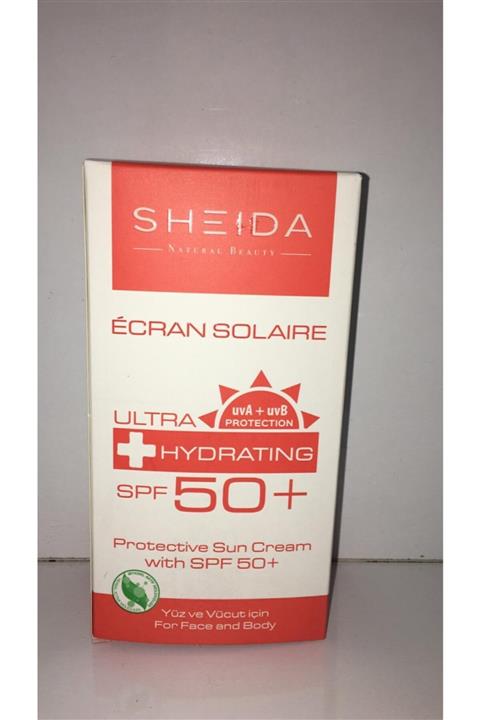 SHEIDA
NATURAL BEAUTY
ÉCRAN SOLAIRE
uvA + uvB
PROTECTION
ULTRA
HYDRATING
SPF 50+
Protective Sun Cream
with SPF 50+
Yüz ve Vücut için
For Face and Body